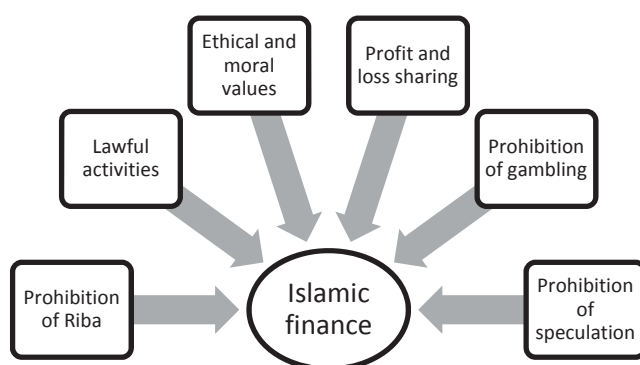 Ethical and
moral
values
Profit and
loss sharing
Lawful
activities
Prohibition
of gambling
Prohibition
of Riba
Islamic
finance
Prohibition
of
speculation